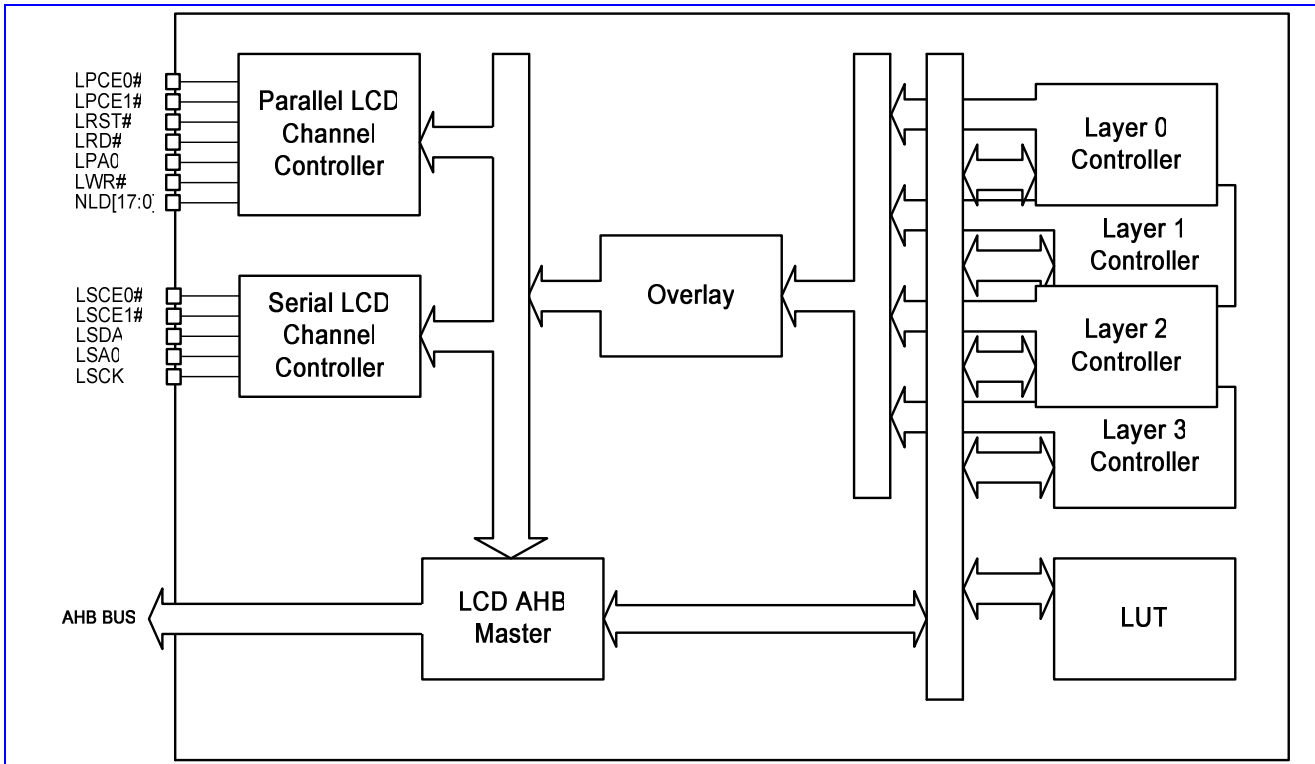 LPCE0#
LPCE1#
LRST#
LRD#
LPA0
LWR#
NLD[17:0]
Parallel LCD
Channel
Controller
LSCE0#
LSCE1#
LSDA
LSA0
LSCK
Serial LCD
Channel
Controller
Overlay
Layer 0
Controller
Layer 1
Controller
Layer 2
Controller
Layer 3
Controller
AHB BUS
LCD AHB
Master
LUT